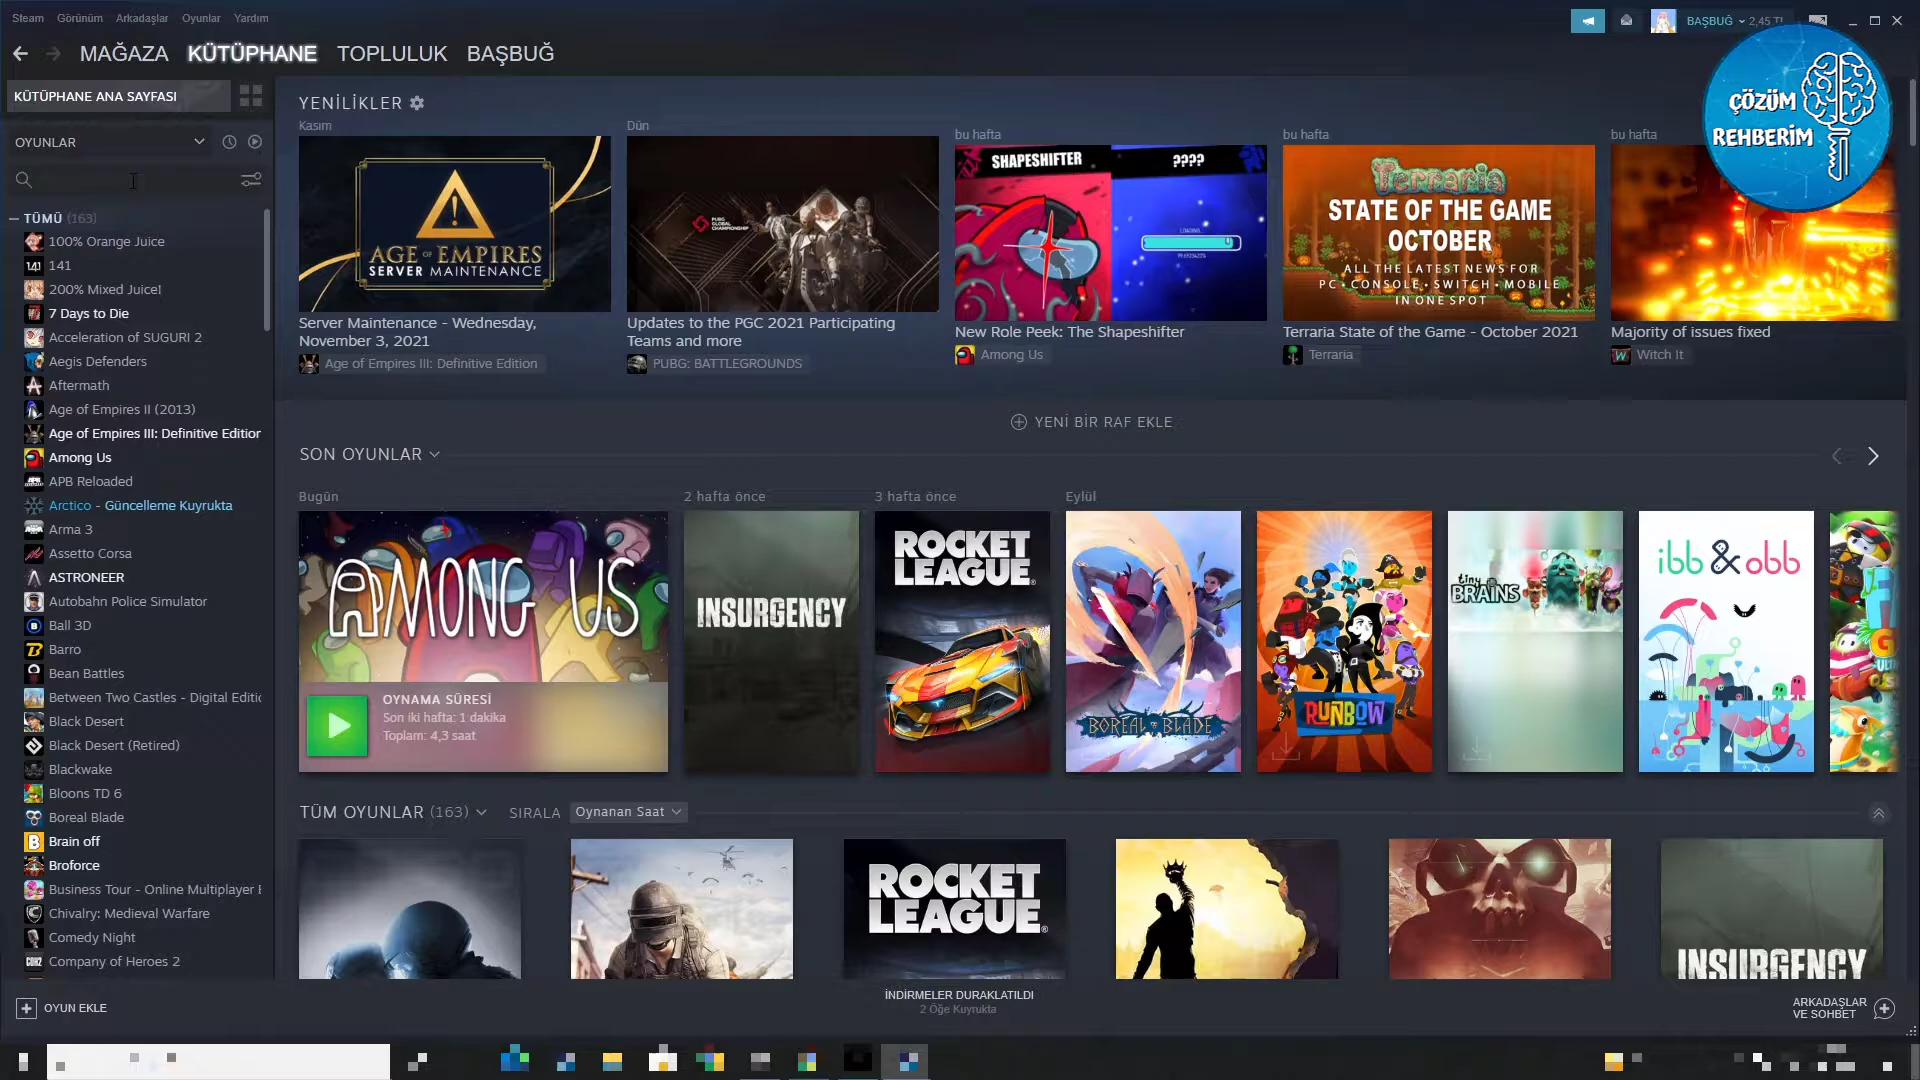 Steam Görünüm Arkadaşlar Oyunlar Yardım
BAŞBUĞ 2,45 TL
MAĞAZA KÜTÜPHANE TOPLULUK BAŞBUĞ
ÇÖZÜM
REHBERİM
KÜTÜPHANE ANA SAYFASI
OYUNLAR
TÜMÜ (163)
100% Orange Juice
141
200% Mixed Juice!
7 Days to Die
Acceleration of SUGURI 2
Aegis Defenders
Aftermath
Age of Empires II (2013)
Age of Empires III: Definitive Edition
Among Us
APB Reloaded
Arctico - Güncelleme Kuyrukta
Arma 3
Assetto Corsa
ASTRONEER
Autobahn Police Simulator
Ball 3D
Barro
Bean Battles
Between Two Castles - Digital Editic
Black Desert
Black Desert (Retired)
Blackwake
Bloons TD 6
Boreal Blade
Brain off
Broforce
Business Tour - Online Multiplayer
Chivalry: Medieval Warfare
Comedy Night
Company of Heroes 2
OYUN EKLE
YENİLİKLER
Kasım
AGE OF EMPIRES
SERVER MAINTENANCE
Server Maintenance - Wednesday,
November 3, 2021
Age of Empires III: Definitive Edition
Dün
PUBG GLOBAL CHAMPIONSHIP
Updates to the PGC 2021 Participating
Teams and more
PUBG: BATTLEGROUNDS
bu hafta
SHAPESHIFTER ????
LOADING..
New Role Peek: The Shapeshifter
Among Us
bu hafta
Terraria
STATE OF THE GAME
OCTOBER
ALL THE LATEST NEWS FOR
PC • CONSOLE • SWITCH • MOBILE
IN ONE SPOT
Terraria State of the Game - October 2021
Terraria
bu hafta
Majority of issues fixed
Witch It
YENİ BİR RAF EKLE
SON OYUNLAR
Bugün 2 hafta önce 3 hafta önce Eylül
AMONG US
OYNAMA SÜRESİ
Son iki hafta: 1 dakika
Toplam: 4,3 saat
INSURGENCY
ROCKET
LEAGUE
BOREAL BLADE
RUNBOW
tiny
BRAINS
ibb & obb
TÜM OYUNLAR (163) SIRALA Oynanan Saat
ROCKET
LEAGUE
INSURGENCY
İNDİRMELER DURAKLATILDI
2 Öğe Kuyrukta
ARKADAŞLAR
VE SOHBET